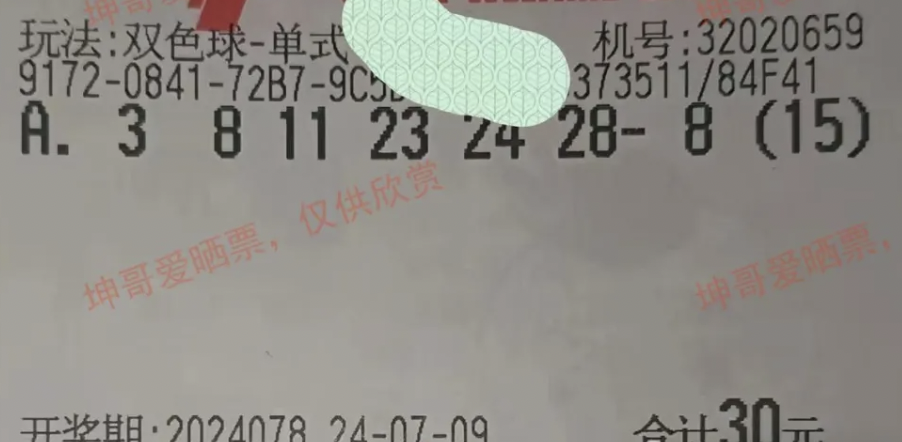 玩法:双色球-单式 机号:32020659
9172-0841-72B7-9C5 373511/84F41
A. 3 8 11 23 24 28- 8 (15)
坤哥爱晒票，仅供欣赏
坤哥爱晒票，
开奖期:2024078 24-07-09 合计30元